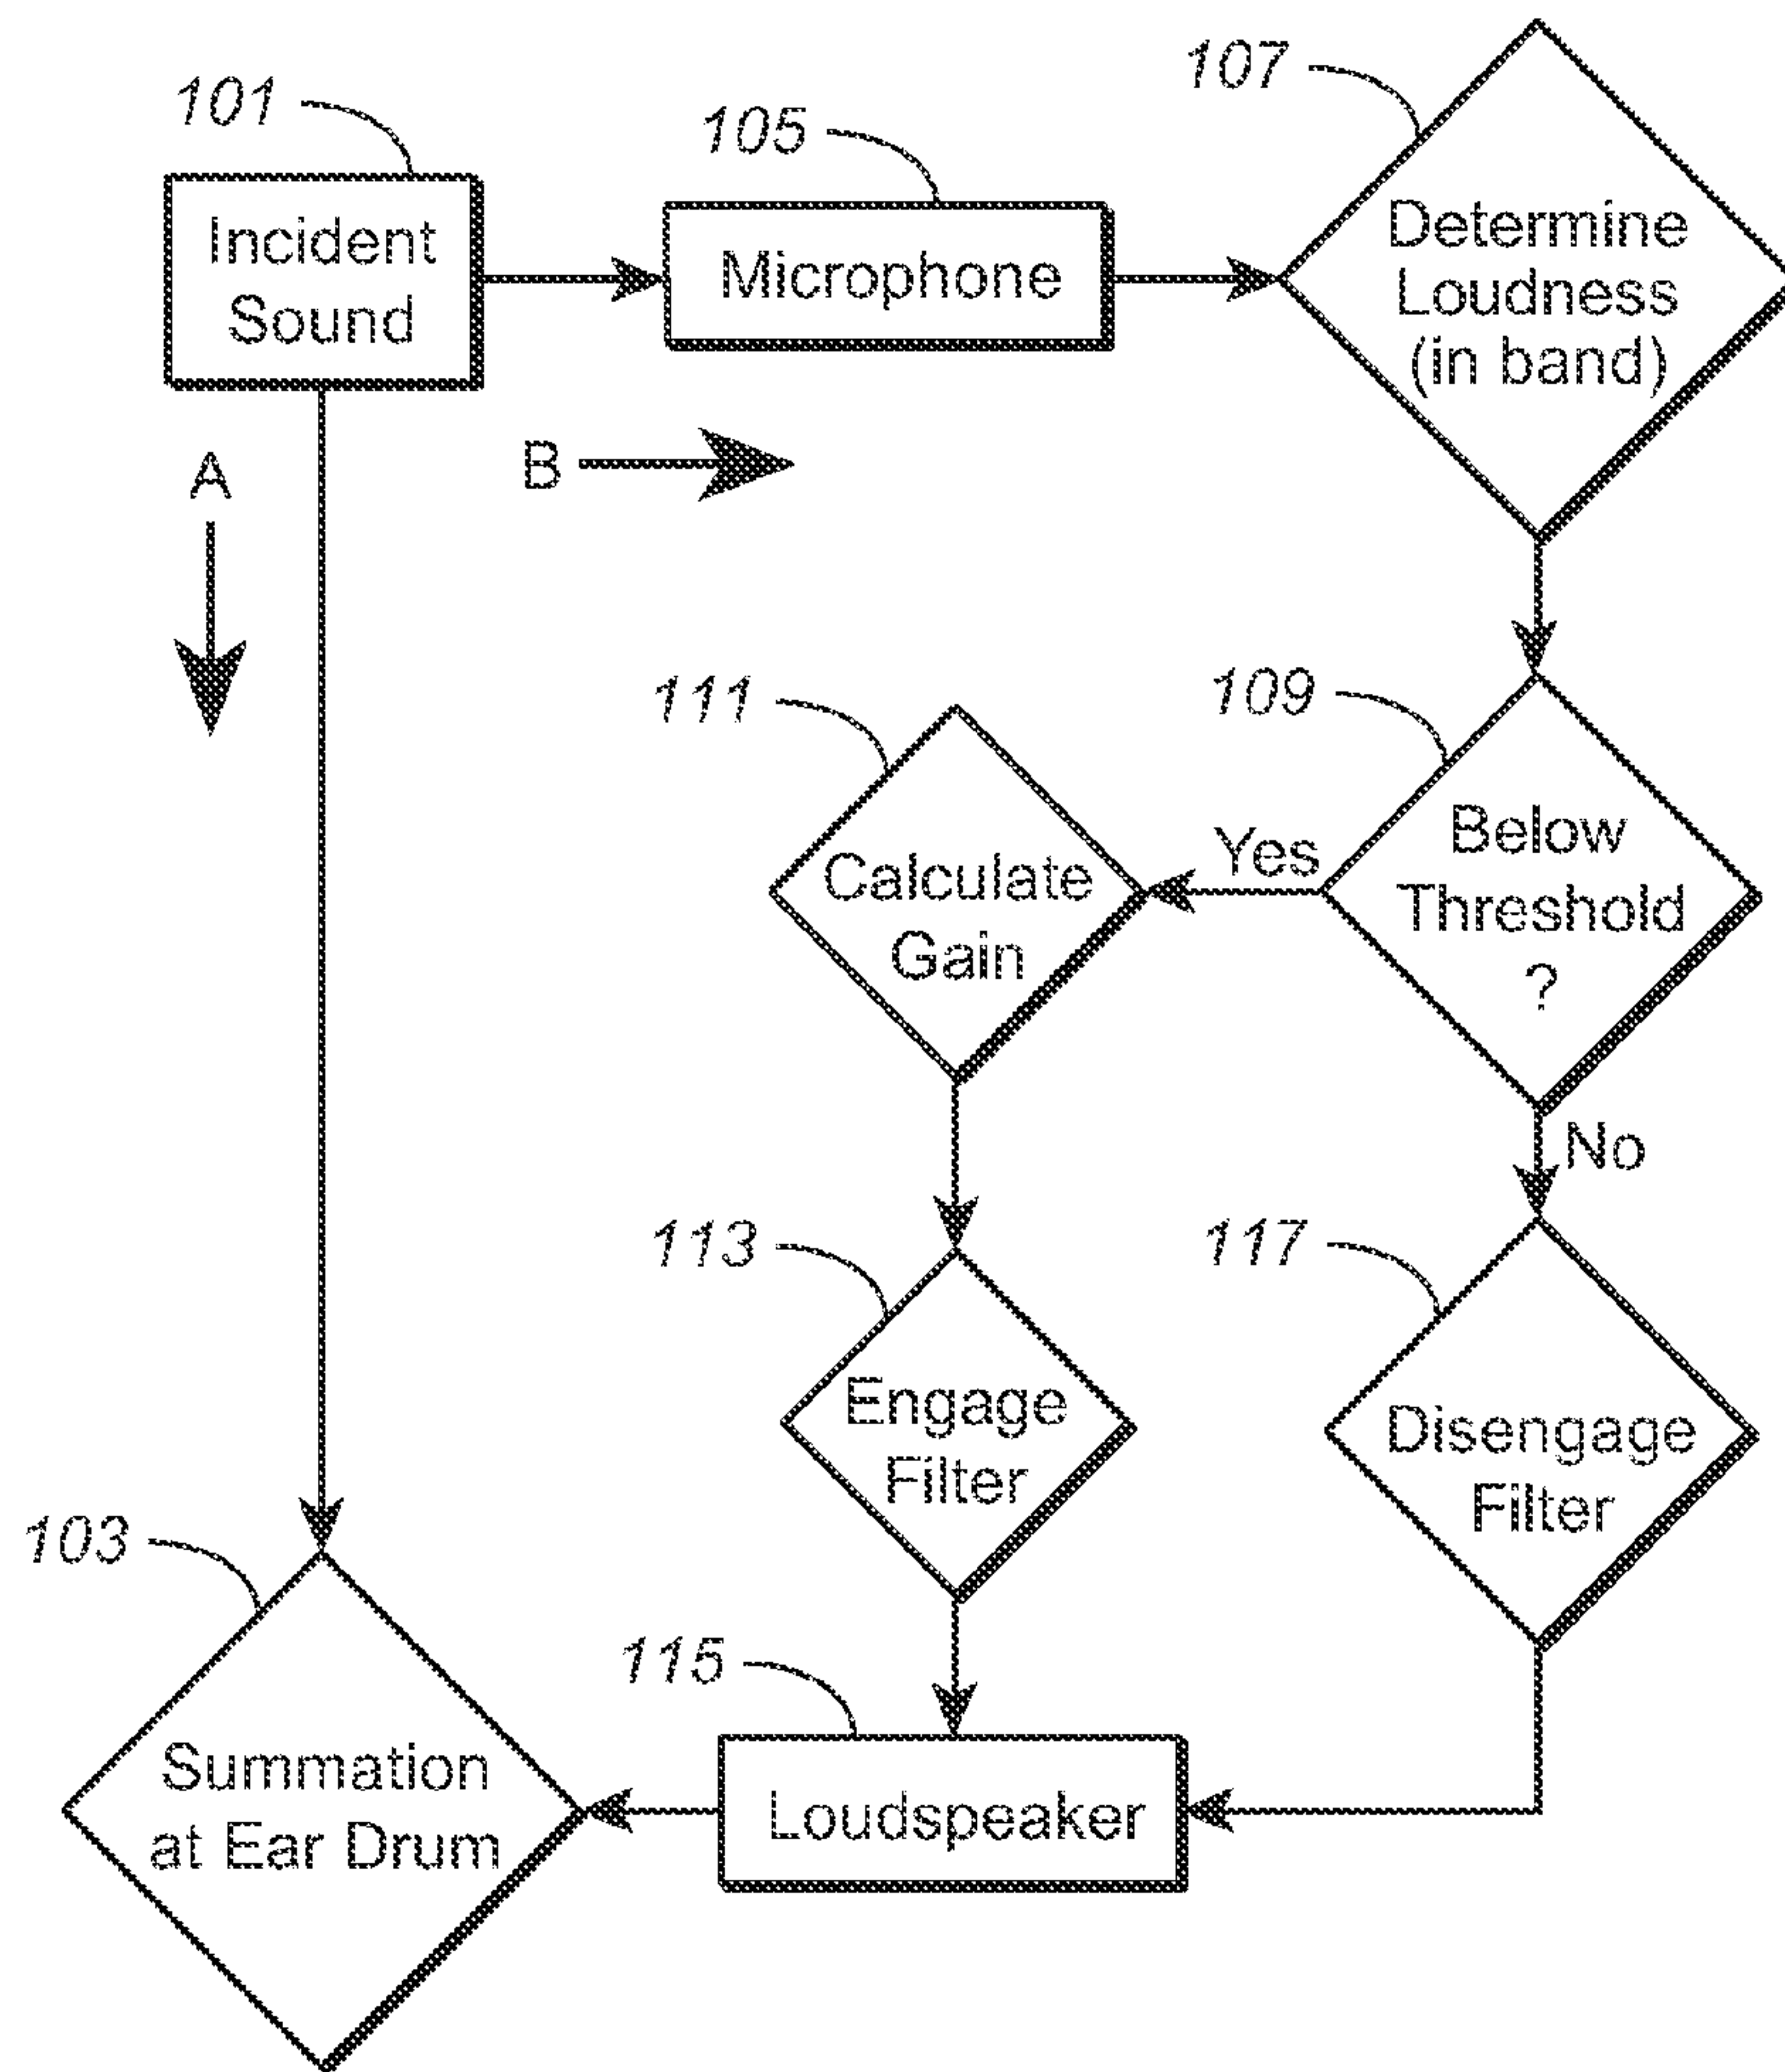 101
Incident
Sound
105
Microphone
107
Determine
Loudness
(in band)
A
B
109
Below
Threshold
?
Yes
No
111
Calculate
Gain
113
Engage
Filter
117
Disengage
Filter
115
Loudspeaker
103
Summation
at Ear Drum